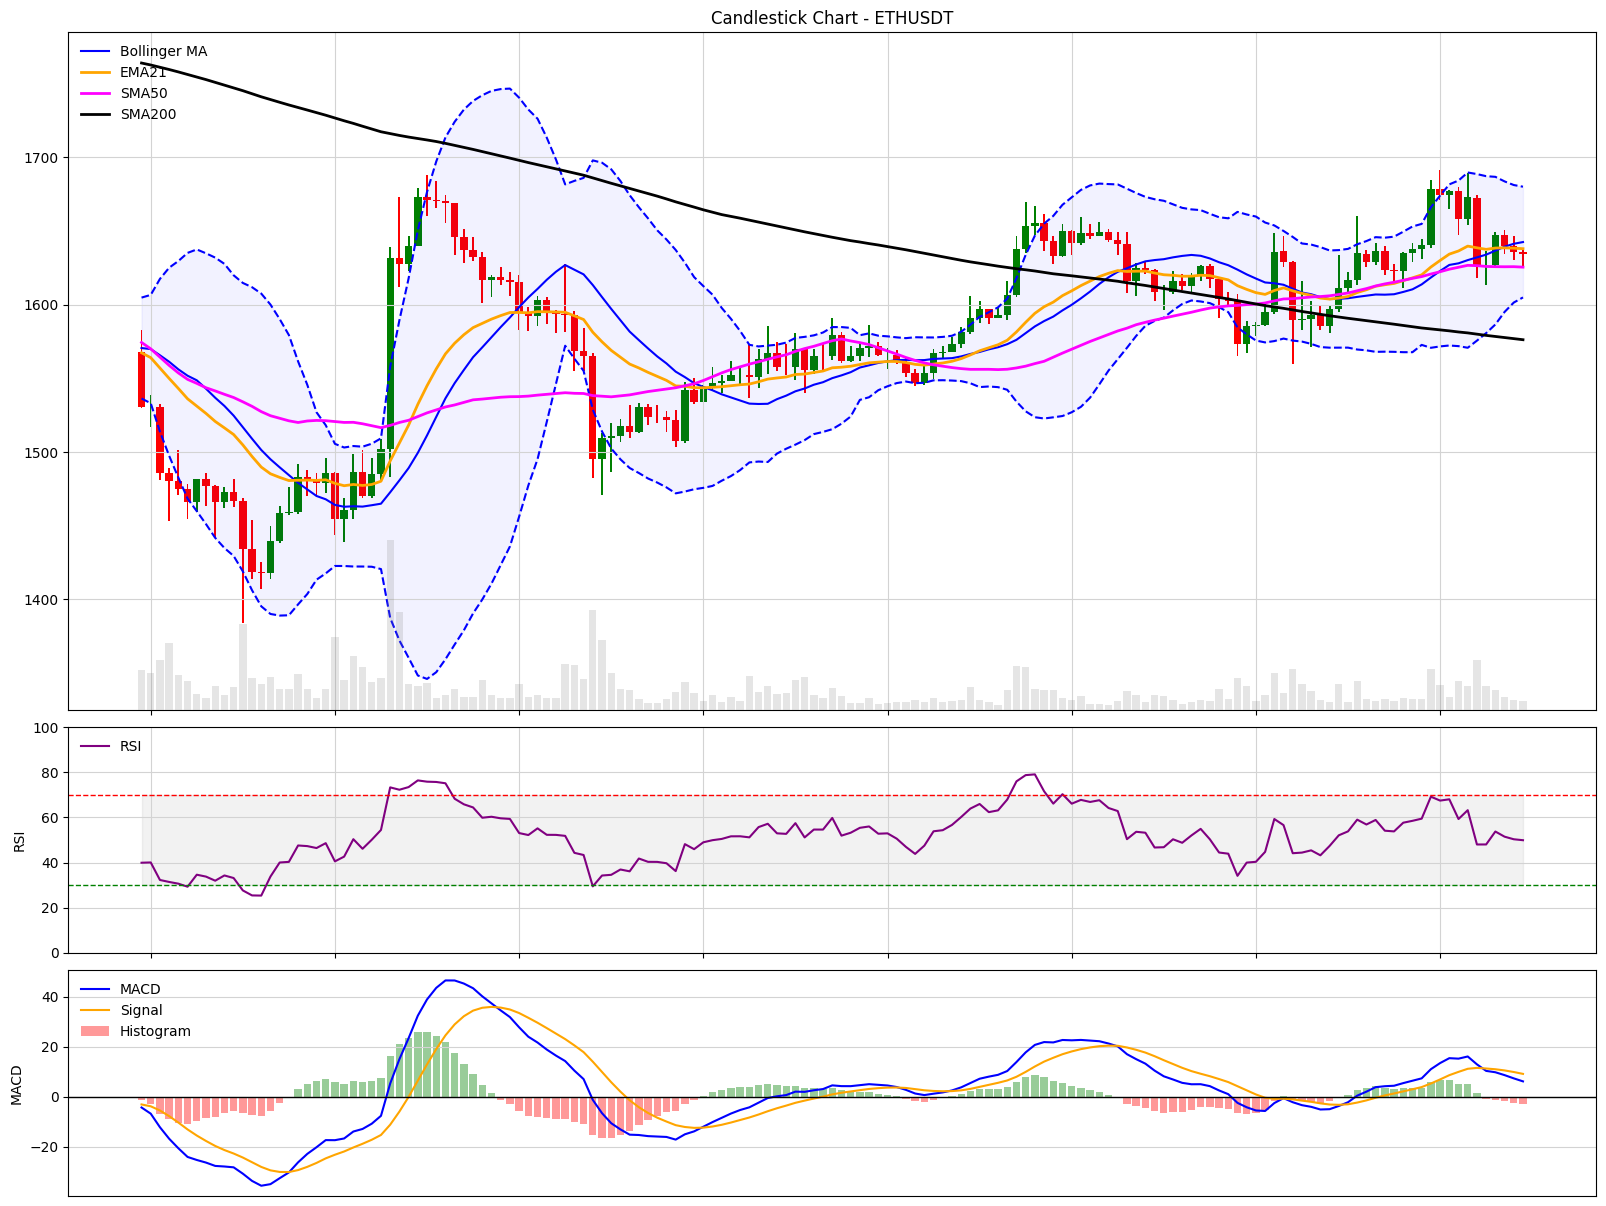 Candlestick Chart - ETHUSDT
Bollinger MA
EMA21
SMA50
SMA200
1700
1600
1500
1400
RSI
100
80
60
40
20
0
RSI
MACD
Signal
Histogram
40
20
0
−20
MACD